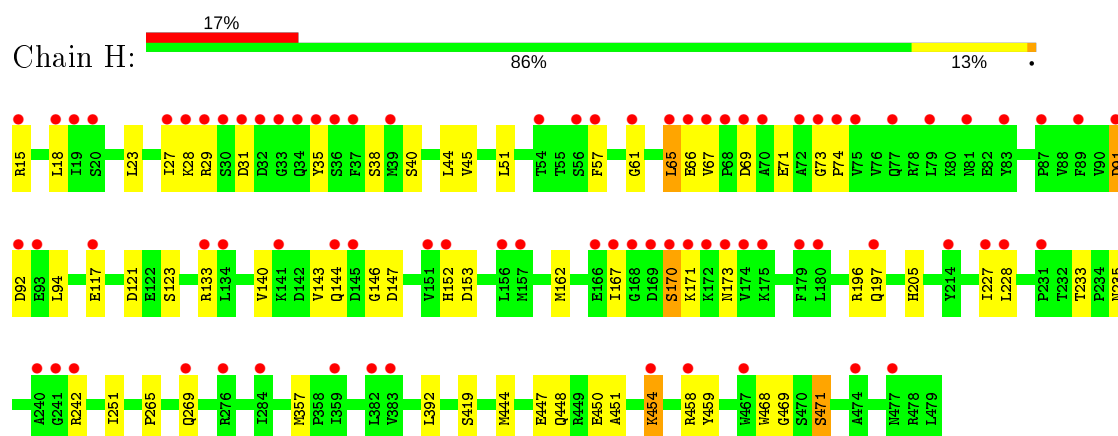 17%
Chain H:
86% 13% •
R15 L18 I19 S20 L23 I27 K28 R29 S30 D31 D32 G33 Q34 Y35 S36 F37 S38 M39 S40 L44 V45 L51 T54 T55 S56 F57 G61 L65 E66 V67 P68 D69 A70 E71 A72 G73 P74 V75 V76 Q77 R78 L79 K80 N81 E82 Y83 P87 V88 F89 V90 D91
D92 E93 L94 E117 D121 E122 S123 R133 L134 V140 K141 D142 V143 Q144 D145 G146 D147 V151 H152 D153 L156 M157 M162 E166 I167 G168 D169 S170 K171 K172 N173 V174 K175 F179 L180 R196 Q197 H205 Y214 I227 L228 P231 T232 T233 P234 N235
A240 G241 R242 I251 P265 Q269 R276 I284 M357 P358 I359 L382 V383 L392 S419 M444 E447 Q448 R449 E450 A451 K454 R458 Y459 W467 W468 G469 S470 S471 A474 N477 R478 L479